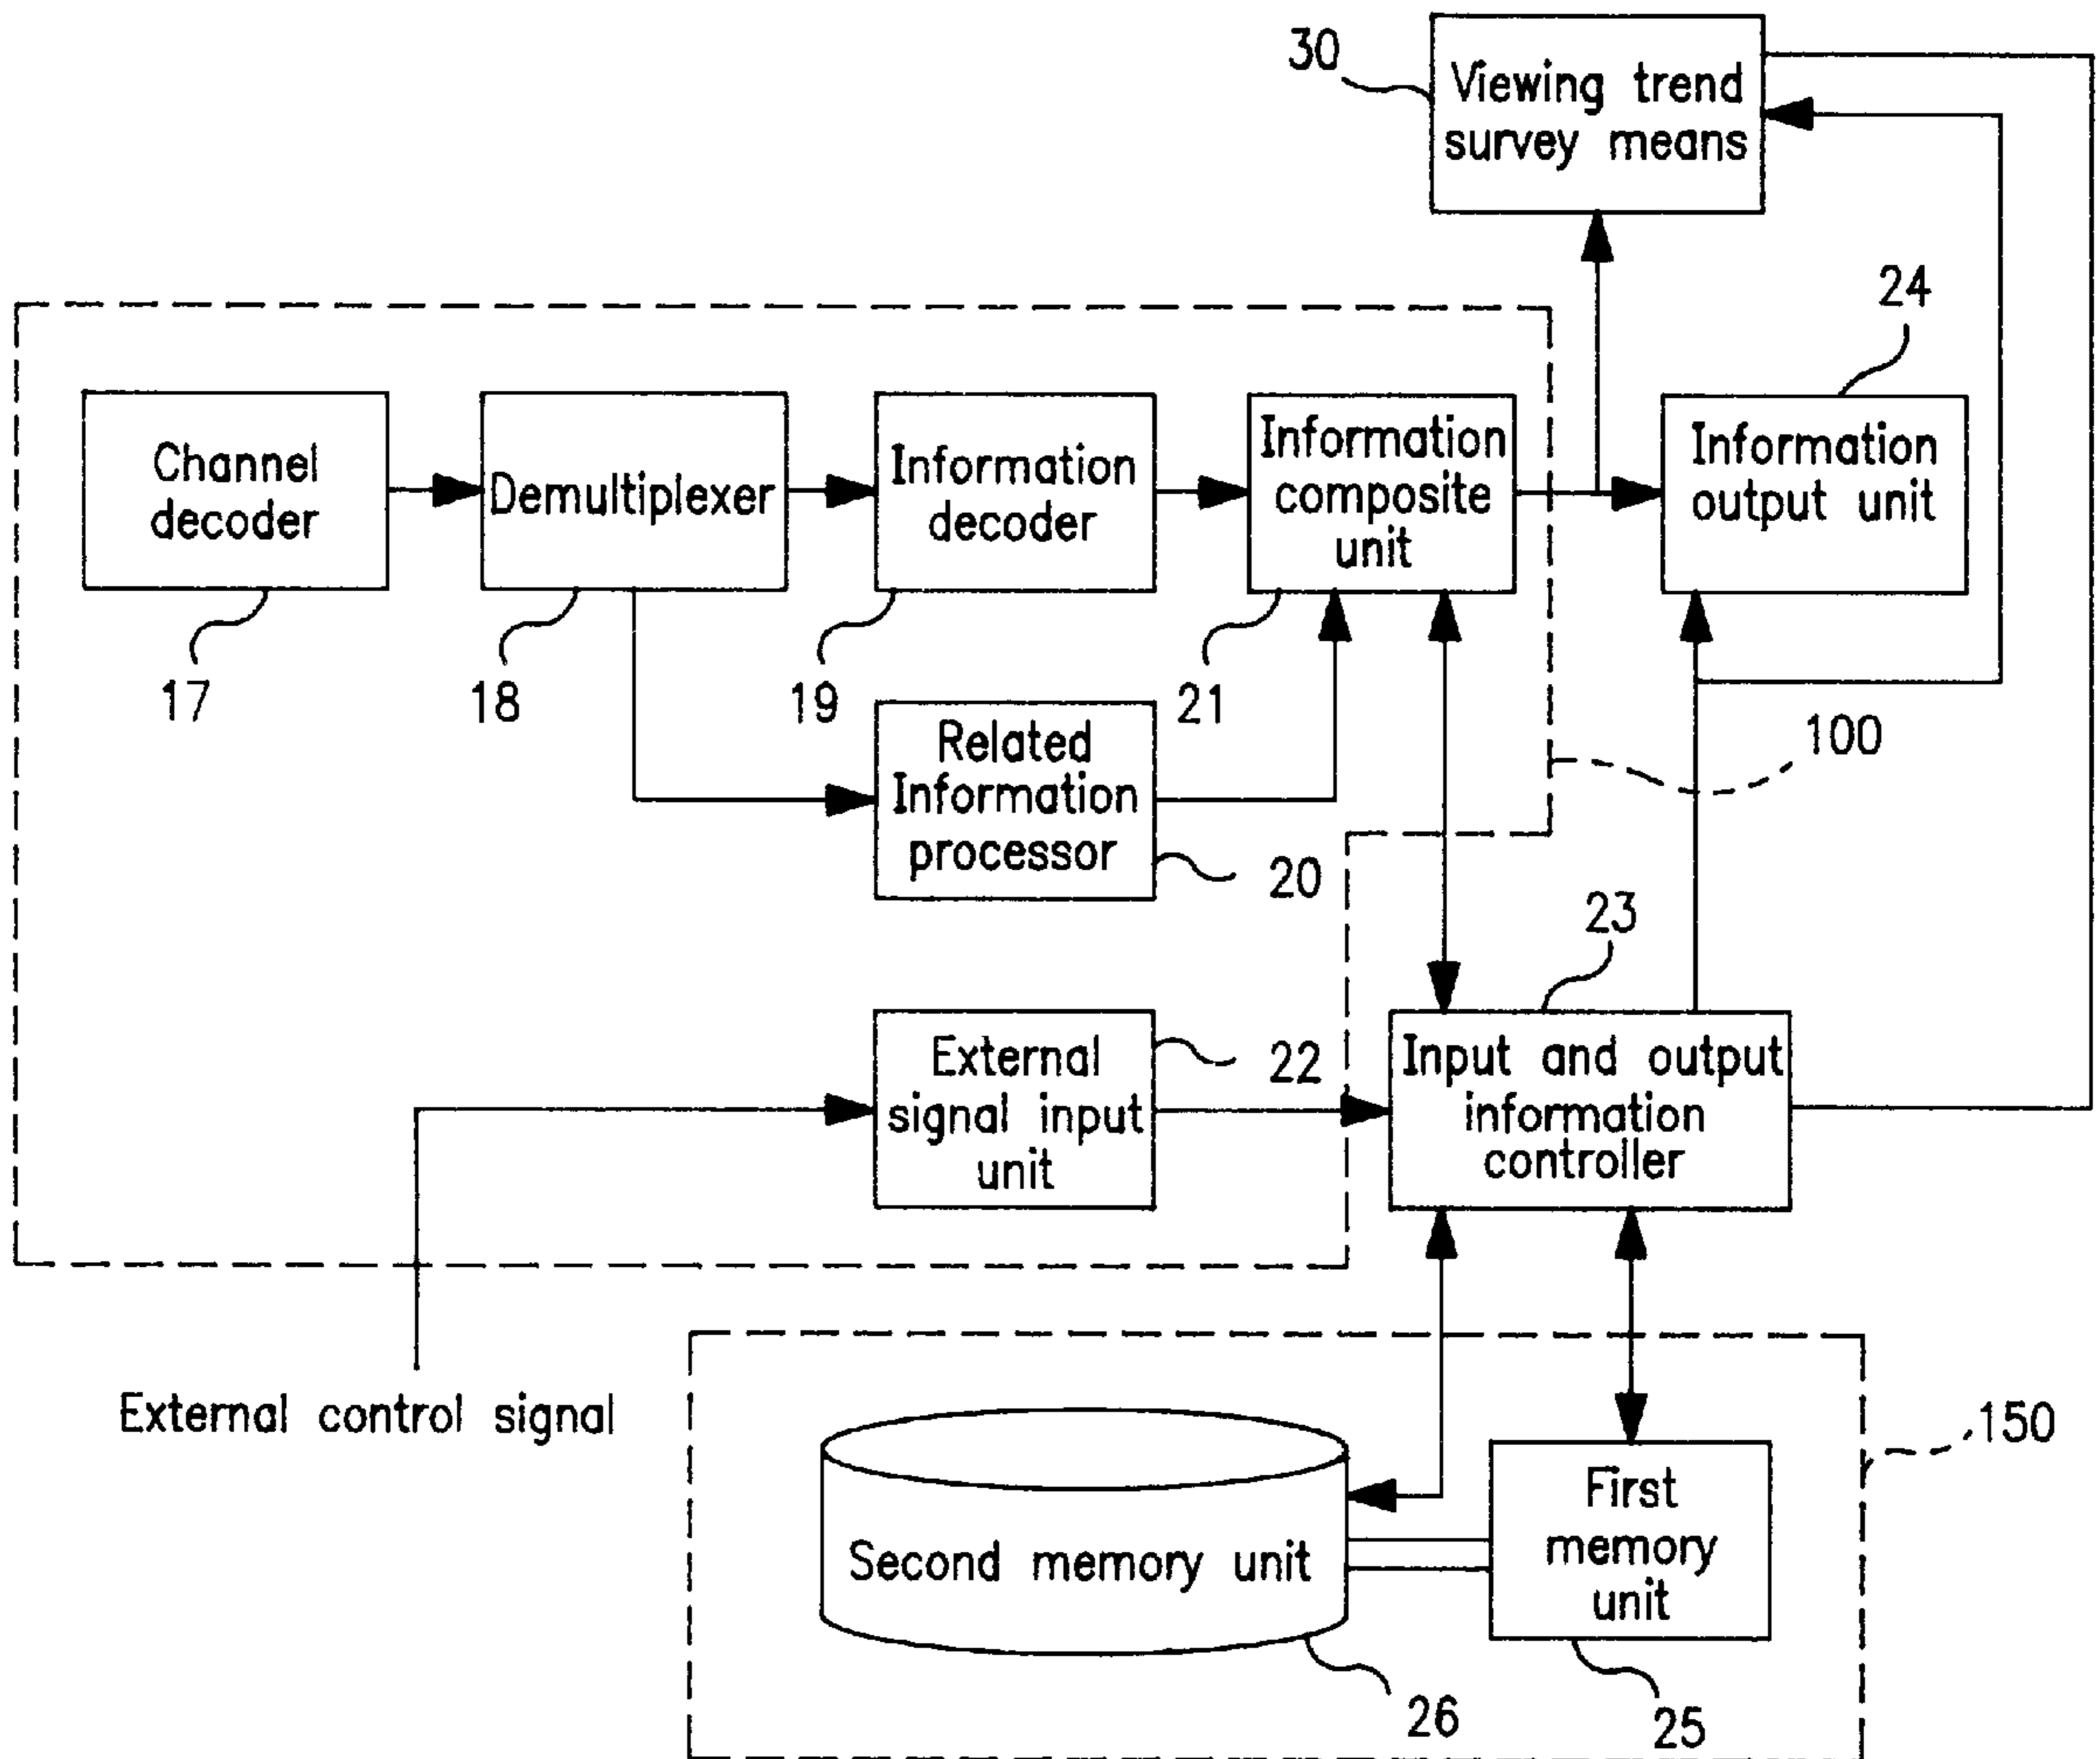 30
Viewing trend
survey means
24
Channel
decoder
Demultiplexer
Information
decoder
Information
composite
unit
Information
output unit
17
18
19
21
Related
Information
processor
100
20
23
External
signal input
unit
22
Input and output
information
controller
External control signal
150
Second memory unit
First
memory
unit
26
25